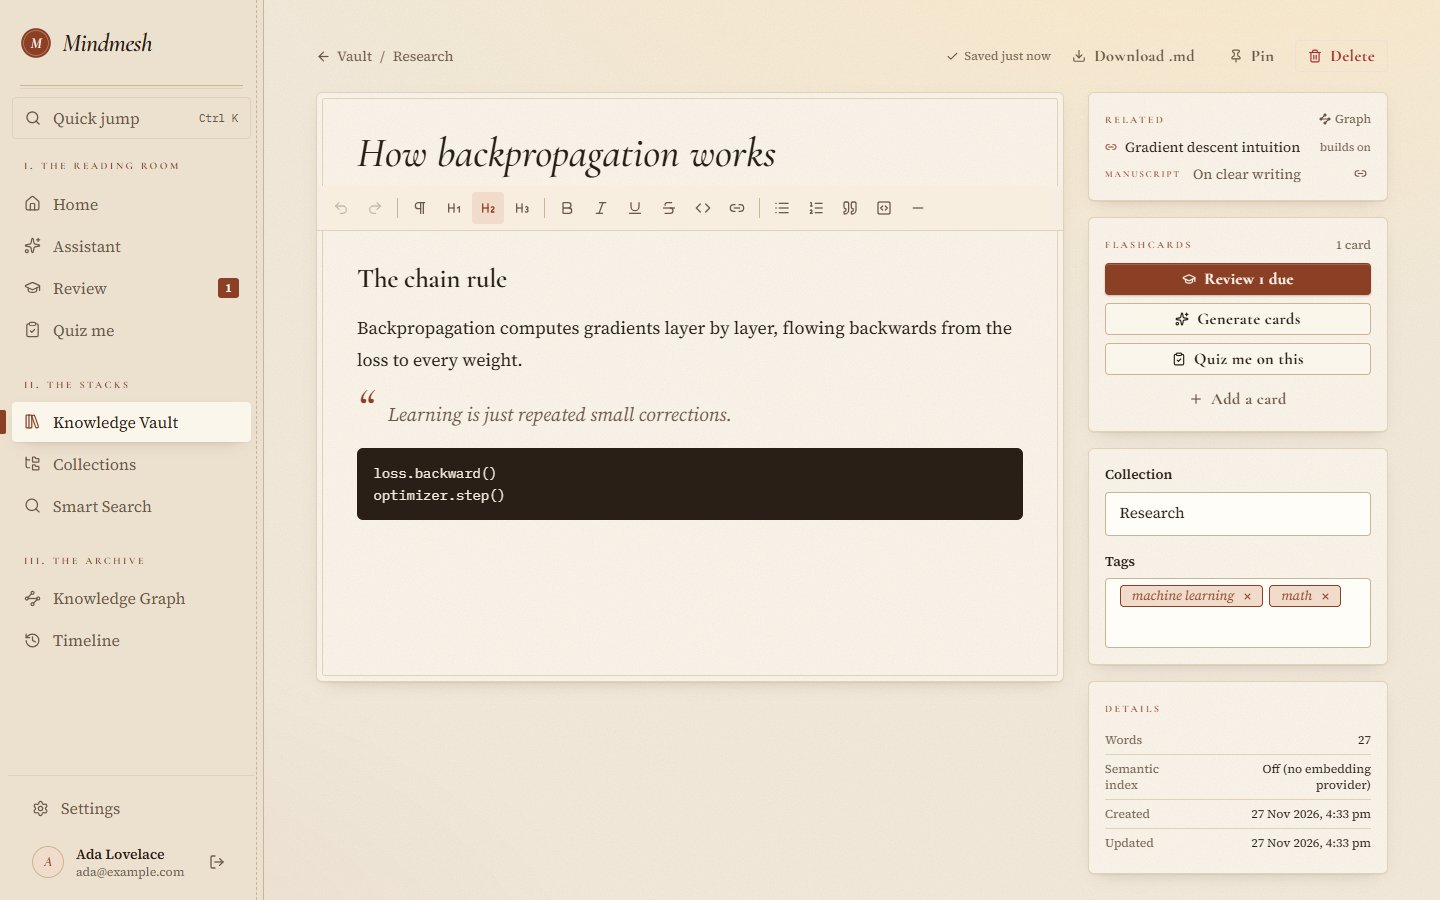 M Mindmesh
Quick jump Ctrl K
I. THE READING ROOM
Home
Assistant
Review 1
Quiz me
II. THE STACKS
Knowledge Vault
Collections
Smart Search
III. THE ARCHIVE
Knowledge Graph
Timeline
Settings
A
Ada Lovelace
ada@example.com
Vault / Research
Saved just now
Download .md
Pin
Delete
How backpropagation works
H1 H2 H3 B I U S
The chain rule
Backpropagation computes gradients layer by layer, flowing backwards from the
loss to every weight.
“ Learning is just repeated small corrections.
loss.backward()
optimizer.step()
RELATED Graph
Gradient descent intuition builds on
MANUSCRIPT On clear writing
FLASHCARDS 1 card
Review 1 due
Generate cards
Quiz me on this
+ Add a card
Collection
Research
Tags
machine learning × math ×
DETAILS
Words 27
Semantic index Off (no embedding provider)
Created 27 Nov 2026, 4:33 pm
Updated 27 Nov 2026, 4:33 pm